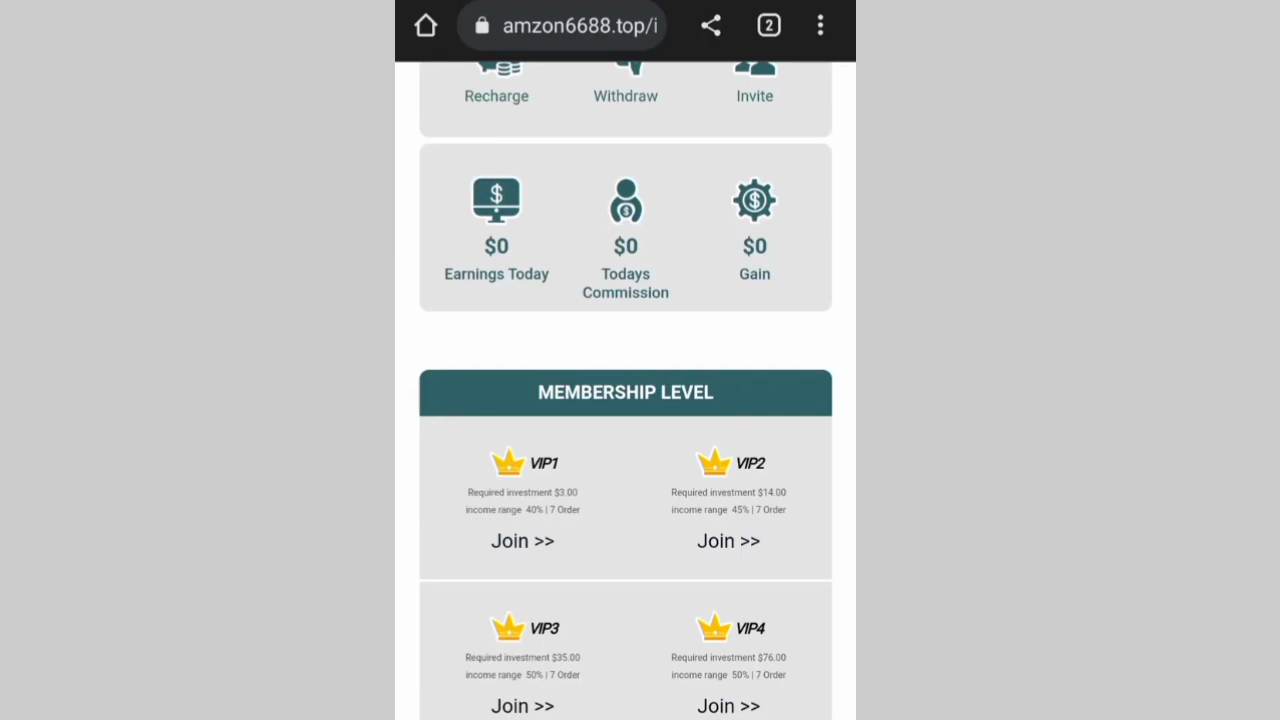 amzon6688.top/i
2
Recharge Withdraw Invite
$0 $0 $0
Earnings Today Todays Commission Gain
MEMBERSHIP LEVEL
VIP1 VIP2
Required investment $3.00 Required investment $14.00
income range 40% | 7 Order income range 45% | 7 Order
Join >> Join >>
VIP3 VIP4
Required investment $35.00 Required investment $76.00
income range 50% | 7 Order income range 50% | 7 Order
Join >> Join >>